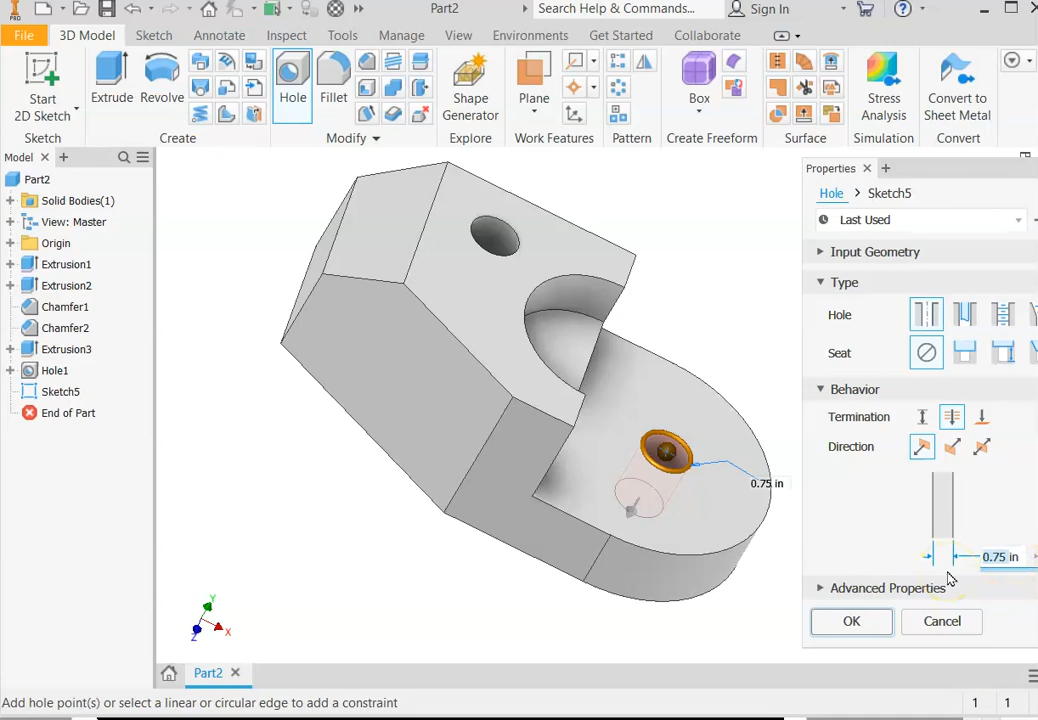 PRO
Part2
Search Help & Commands...
Sign In
File
3D Model
Sketch
Annotate
Inspect
Tools
Manage
View
Environments
Get Started
Collaborate
Start
2D Sketch
Extrude
Revolve
Hole
Fillet
Shape
Generator
Plane
Box
Stress
Analysis
Convert to
Sheet Metal
Sketch
Create
Modify
Explore
Work Features
Pattern
Create Freeform
Surface
Simulation
Convert
Model
Part2
Solid Bodies(1)
View: Master
Origin
Extrusion1
Extrusion2
Chamfer1
Chamfer2
Extrusion3
Hole1
Sketch5
End of Part
0.75 in
Y
X
Z
Properties
Hole > Sketch5
Last Used
Input Geometry
Type
Hole
Seat
Behavior
Termination
Direction
0.75 in
Advanced Properties
OK
Cancel
Part2
Add hole point(s) or select a linear or circular edge to add a constraint
1 1